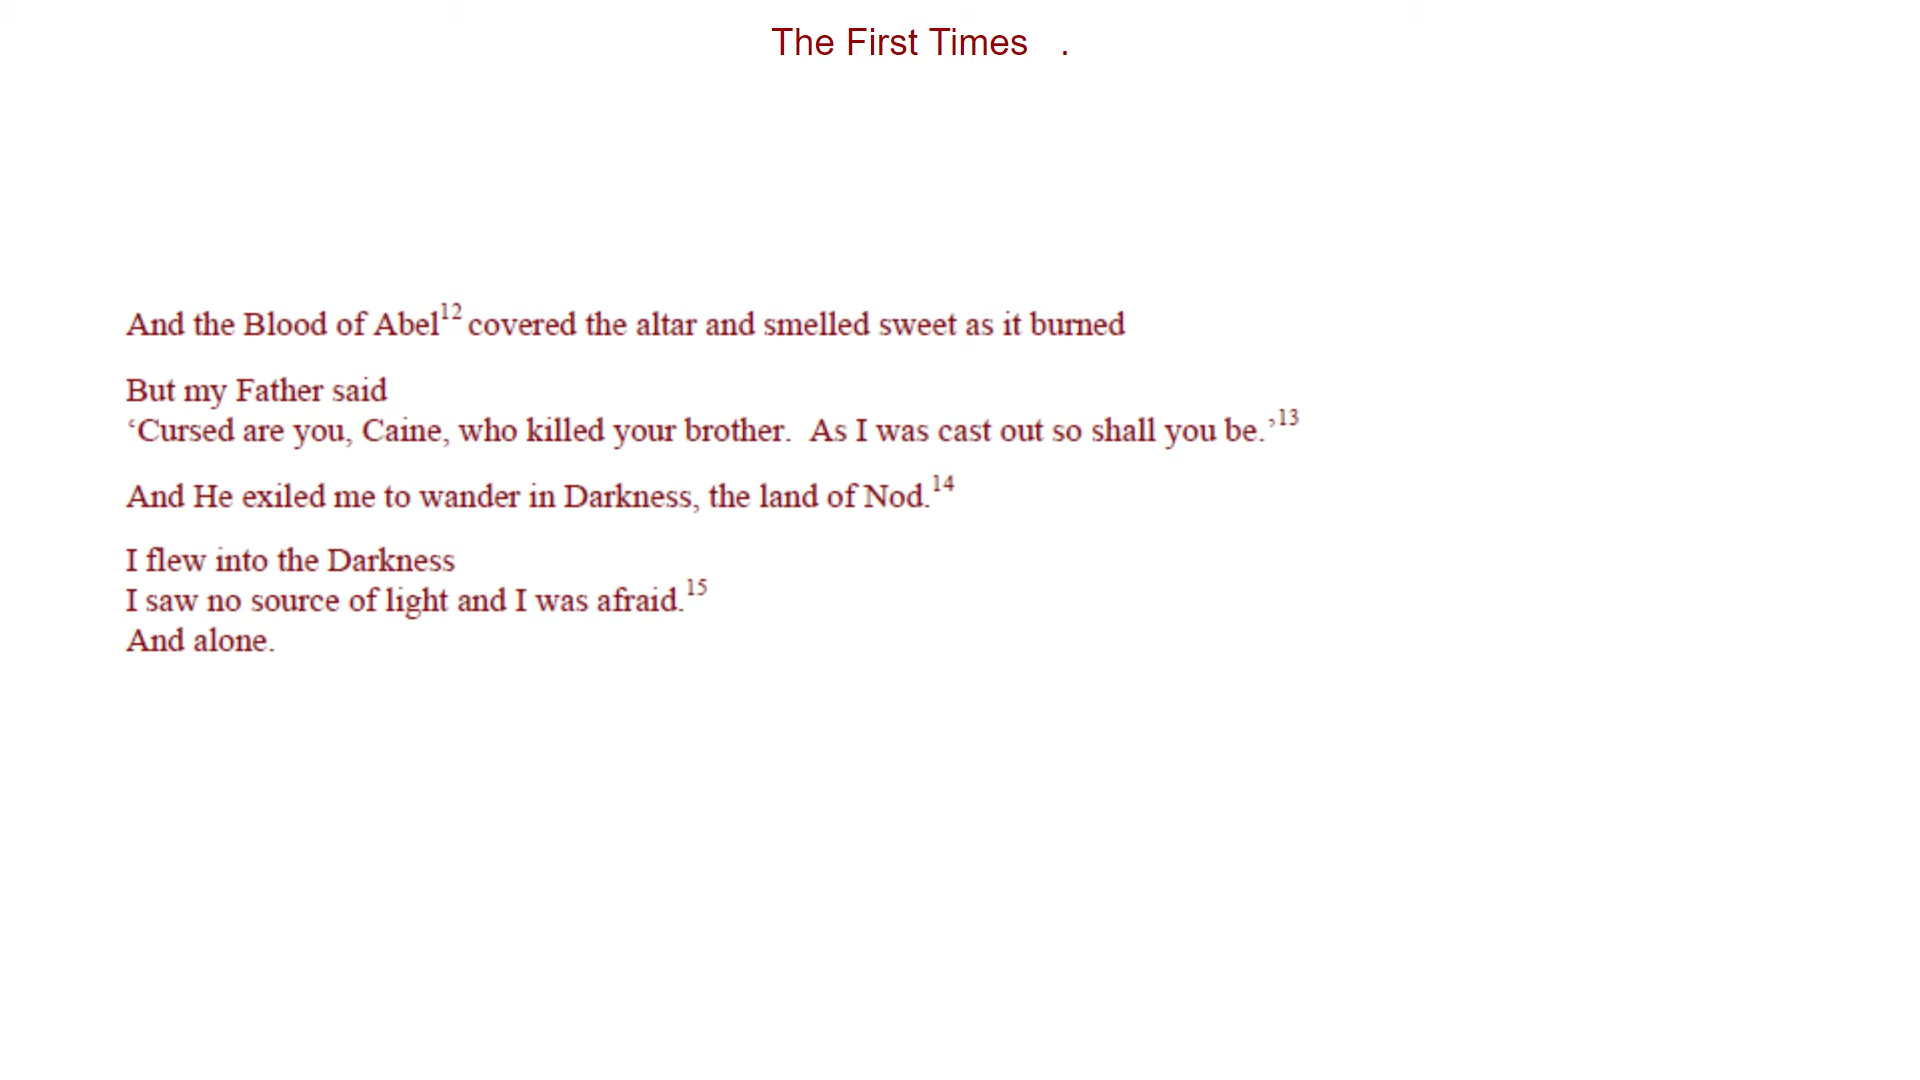 The First Times .
And the Blood of Abel12 covered the altar and smelled sweet as it burned
But my Father said
‘Cursed are you, Caine, who killed your brother.  As I was cast out so shall you be.’13
And He exiled me to wander in Darkness, the land of Nod.14
I flew into the Darkness
I saw no source of light and I was afraid.15
And alone.